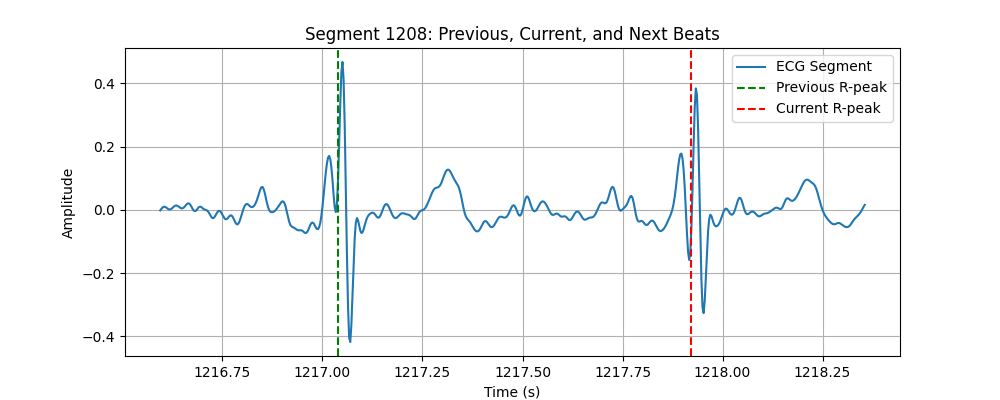 Segment 1208: Previous, Current, and Next Beats
ECG Segment
Previous R-peak
Current R-peak
Amplitude
0.4
0.2
0.0
−0.2
−0.4
1216.75 1217.00 1217.25 1217.50 1217.75 1218.00 1218.25
Time (s)